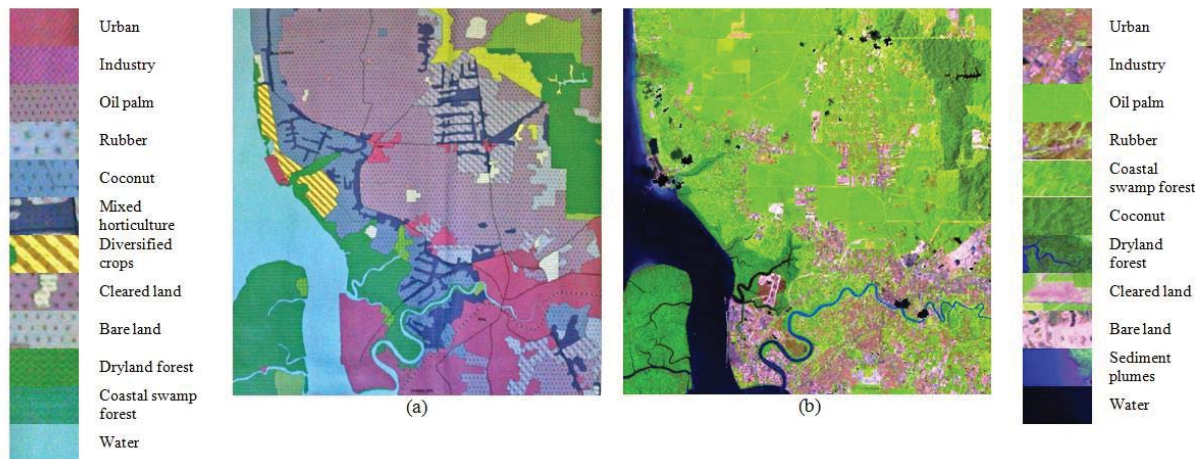 Urban
Industry
Oil palm
Rubber
Coconut
Mixed
horticulture
Diversified
crops
Cleared land
Bare land
Dryland forest
Coastal swamp
forest
Water
(a)
(b)
Urban
Industry
Oil palm
Rubber
Coastal
swamp forest
Coconut
Dryland
forest
Cleared land
Bare land
Sediment
plumes
Water